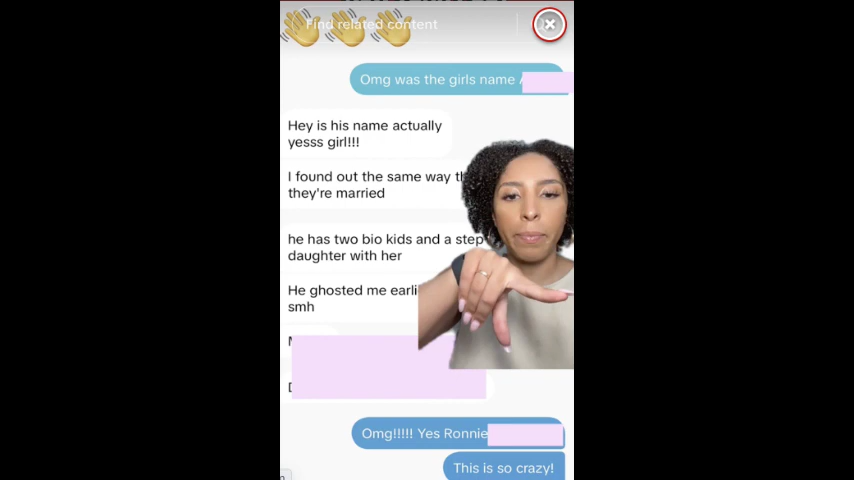 Find related content
Omg was the girls name
Hey is his name actually
yesss girl!!!
I found out the same way
they're married
he has two bio kids and a step
daughter with her
He ghosted me
smh
Omg!!!!! Yes Ronnie
This is so crazy!